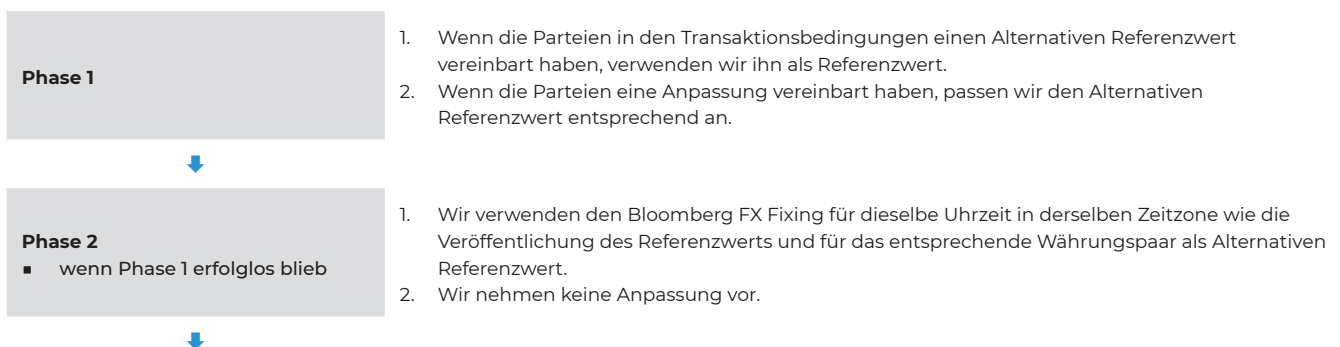 Phase 1
1. Wenn die Parteien in den Transaktionsbedingungen einen Alternativen Referenzwert
vereinbart haben, verwenden wir ihn als Referenzwert.
2. Wenn die Parteien eine Anpassung vereinbart haben, passen wir den Alternativen
Referenzwert entsprechend an.
Phase 2
▪ wenn Phase 1 erfolglos blieb
1. Wir verwenden den Bloomberg FX Fixing für dieselbe Uhrzeit in derselben Zeitzone wie die
Veröffentlichung des Referenzwerts und für das entsprechende Währungspaar als Alternativen
Referenzwert.
2. Wir nehmen keine Anpassung vor.